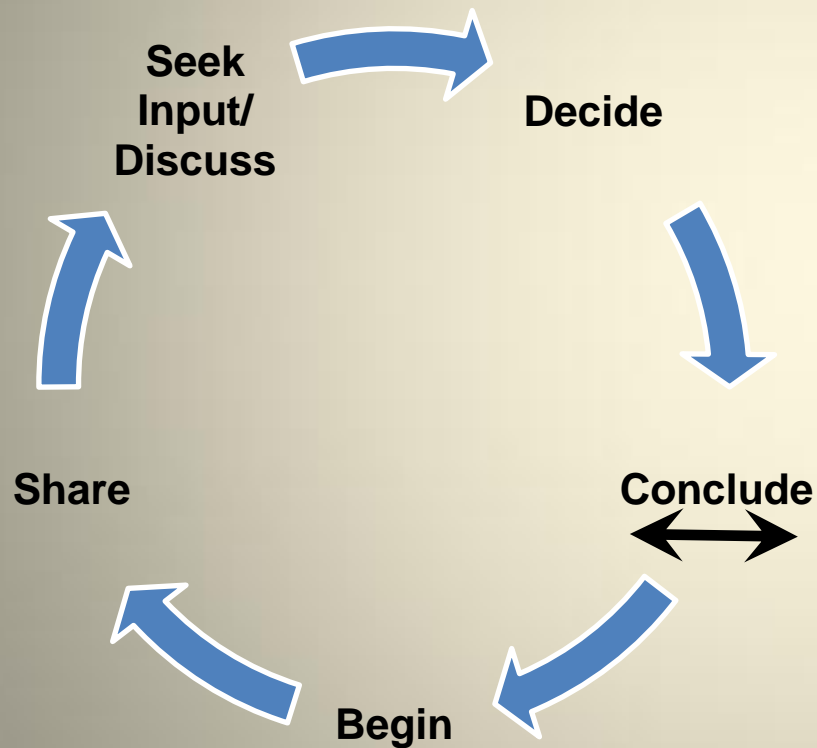 Seek
Input/
Discuss
Decide
Share
Conclude
Begin